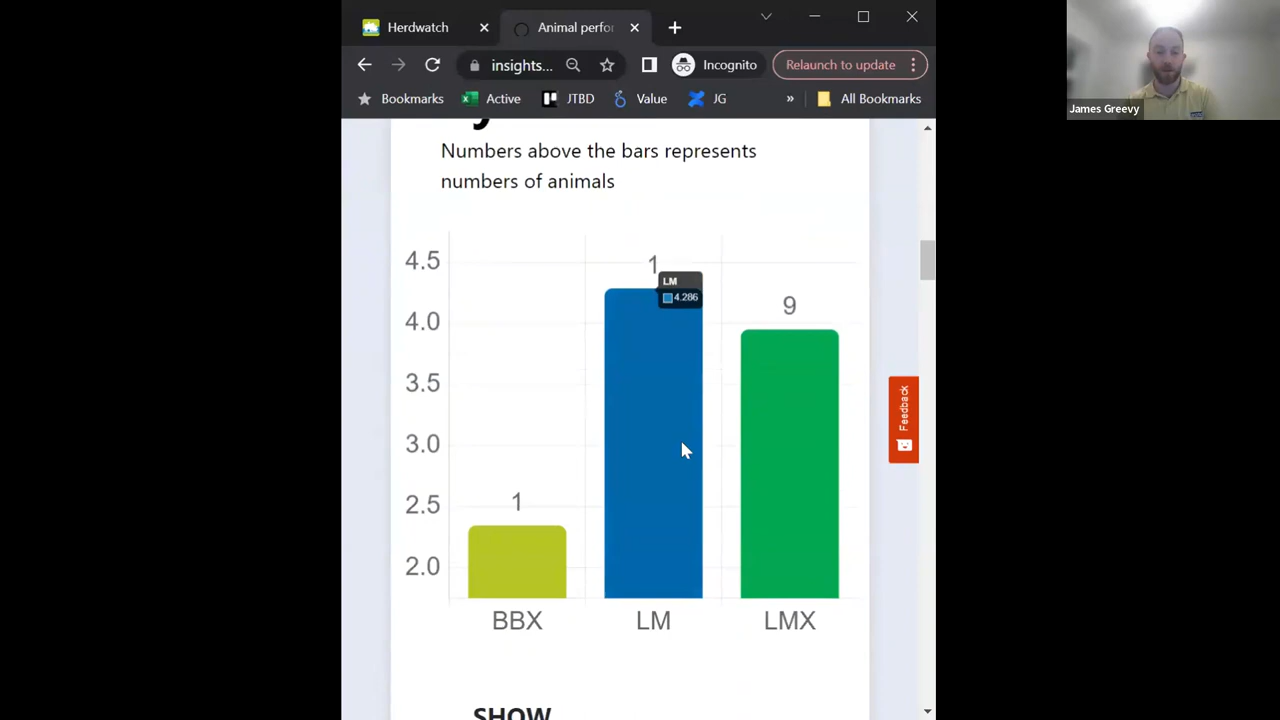 Herdwatch
Animal perfor
insights...
Incognito
Relaunch to update
Bookmarks
Active
JTBD
Value
JG
»
All Bookmarks
Numbers above the bars represents
numbers of animals
4.5
4.0
3.5
3.0
2.5
2.0
1
1
9
LM
4.286
BBX
LM
LMX
Feedback
SHOW
James Greevy